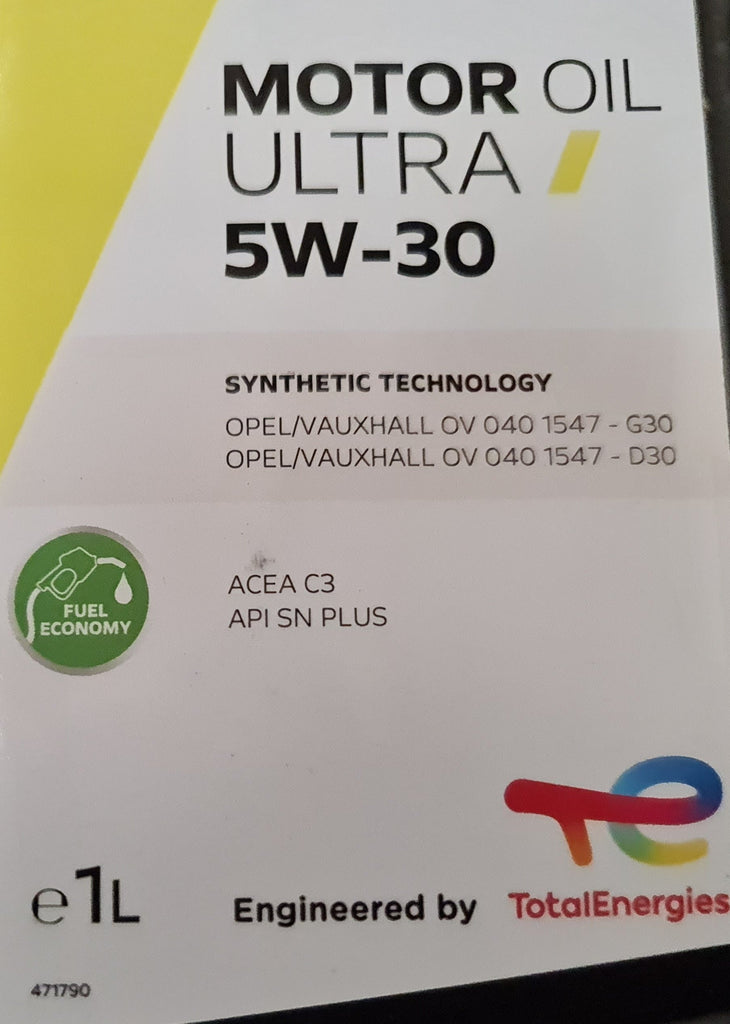 MOTOR OIL
ULTRA
5W-30
SYNTHETIC TECHNOLOGY
OPEL/VAUXHALL OV 040 1547 - G30
OPEL/VAUXHALL OV 040 1547 - D30
FUEL
ECONOMY
ACEA C3
API SN PLUS
e1L
Engineered by TotalEnergies
471790